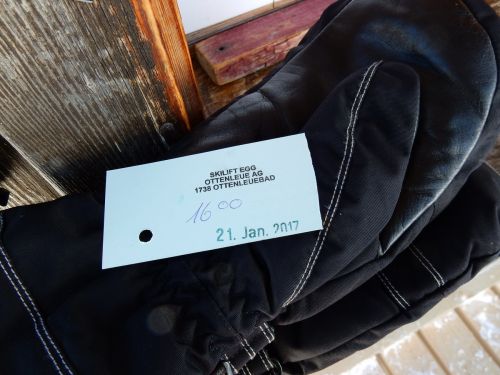 SKILIFT EGG
OTTENLEUE AG
1738 OTTENLEUEBAD
16 00
21. Jan. 2017